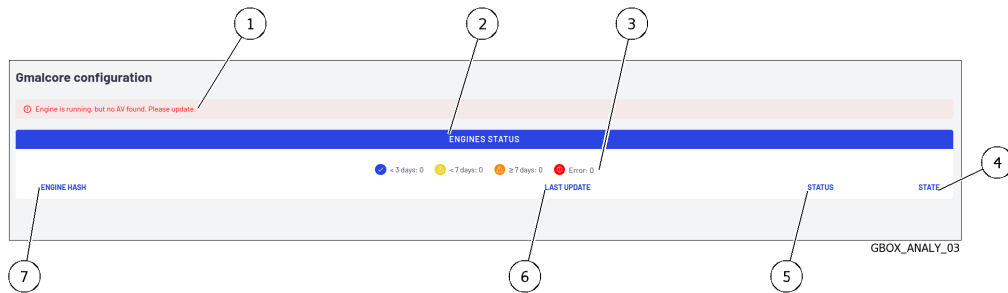 1 2 3
Gmalcore configuration
Engine is running, but no AV found. Please update.
ENGINES STATUS
< 3 days: 0 < 7 days: 0 ≥ 7 days: 0 Error: 0
4
ENGINE HASH LAST UPDATE STATUS STATE
GBOX_ANALY_03
7 6 5